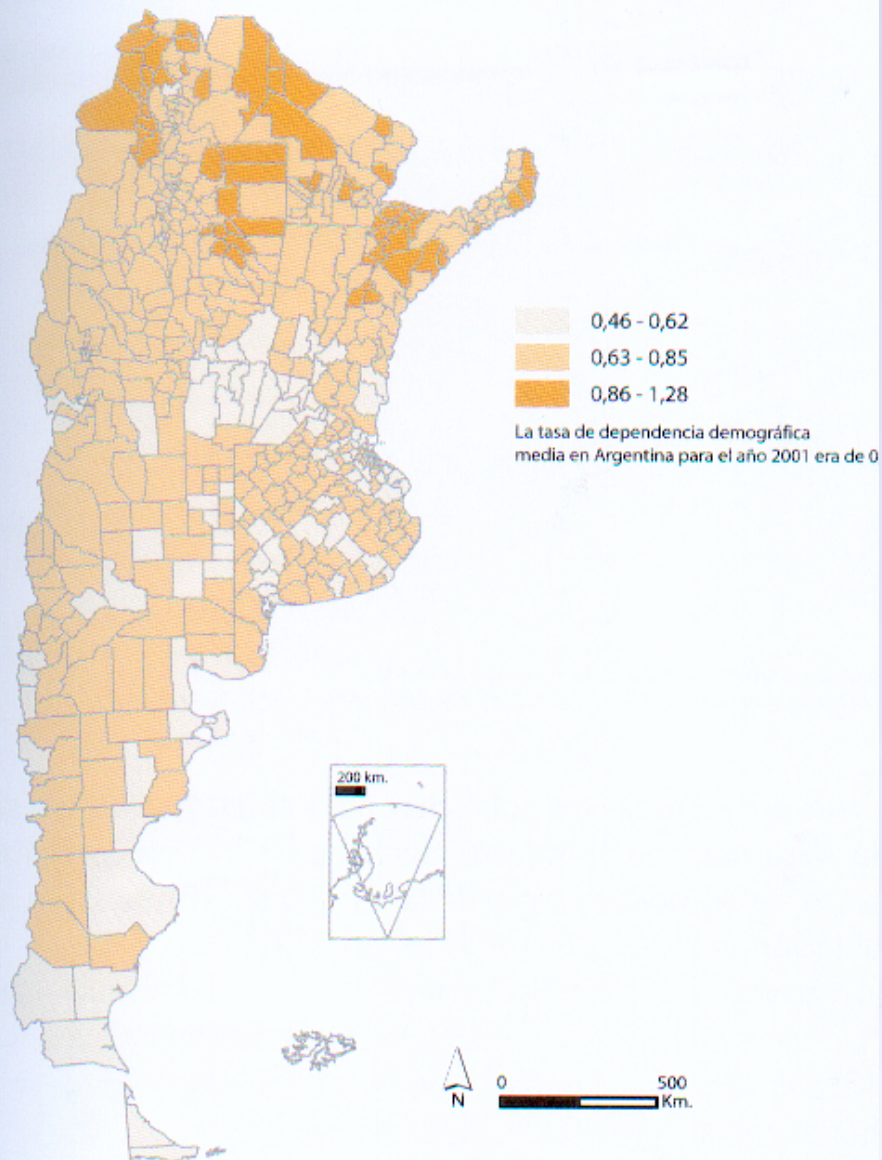 0,46 - 0,62
0,63 - 0,85
0,86 - 1,28
La tasa de dependencia demográfica
media en Argentina para el año 2001 era de 0
200 km.
N
0 500
Km.